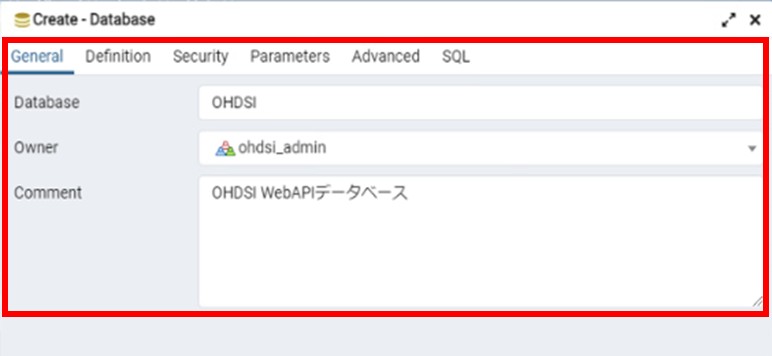 Create - Database
General Definition Security Parameters Advanced SQL
Database OHDSI
Owner ohdsi_admin
Comment OHDSI WebAPIデータベース